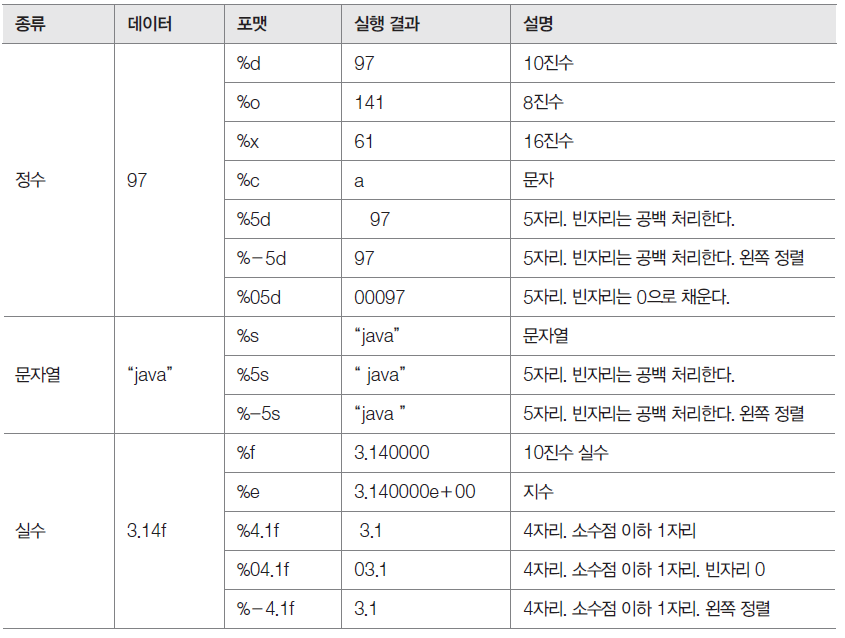 종류 데이터 포맷 실행 결과 설명
%d 97 10진수
%o 141 8진수
%x 61 16진수
정수 97 %c a 문자
%5d 97 5자리. 빈자리는 공백 처리한다.
%-5d 97 5자리. 빈자리는 공백 처리한다. 왼쪽 정렬
%05d 00097 5자리. 빈자리는 0으로 채운다.
%s “java” 문자열
문자열 “java” %5s “ java” 5자리. 빈자리는 공백 처리한다.
%-5s “java ” 5자리. 빈자리는 공백 처리한다. 왼쪽 정렬
%f 3.140000 10진수 실수
%e 3.140000e+00 지수
실수 3.14f %4.1f 3.1 4자리. 소수점 이하 1자리
%04.1f 03.1 4자리. 소수점 이하 1자리. 빈자리 0
%-4.1f 3.1 4자리. 소수점 이하 1자리. 왼쪽 정렬